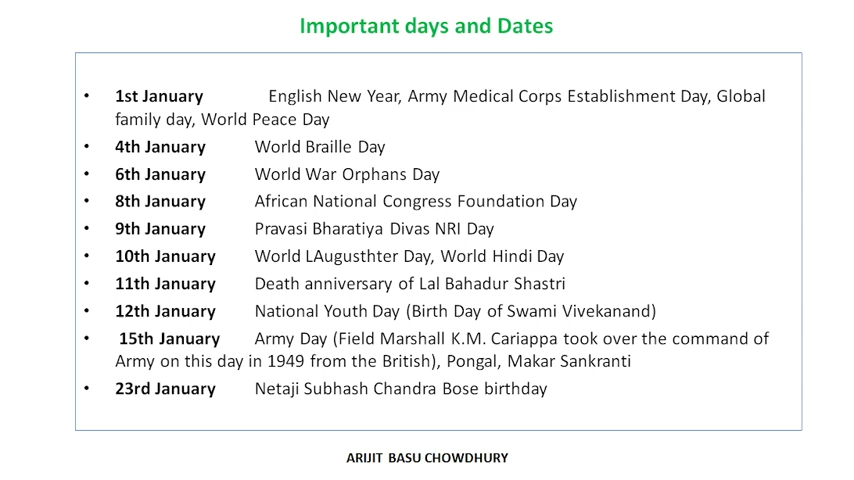 Important days and Dates
• 1st January English New Year, Army Medical Corps Establishment Day, Global
family day, World Peace Day
• 4th January World Braille Day
• 6th January World War Orphans Day
• 8th January African National Congress Foundation Day
• 9th January Pravasi Bharatiya Divas NRI Day
• 10th January World LAugusthter Day, World Hindi Day
• 11th January Death anniversary of Lal Bahadur Shastri
• 12th January National Youth Day (Birth Day of Swami Vivekanand)
• 15th January Army Day (Field Marshall K.M. Cariappa took over the command of
Army on this day in 1949 from the British), Pongal, Makar Sankranti
• 23rd January Netaji Subhash Chandra Bose birthday
ARIJIT BASU CHOWDHURY